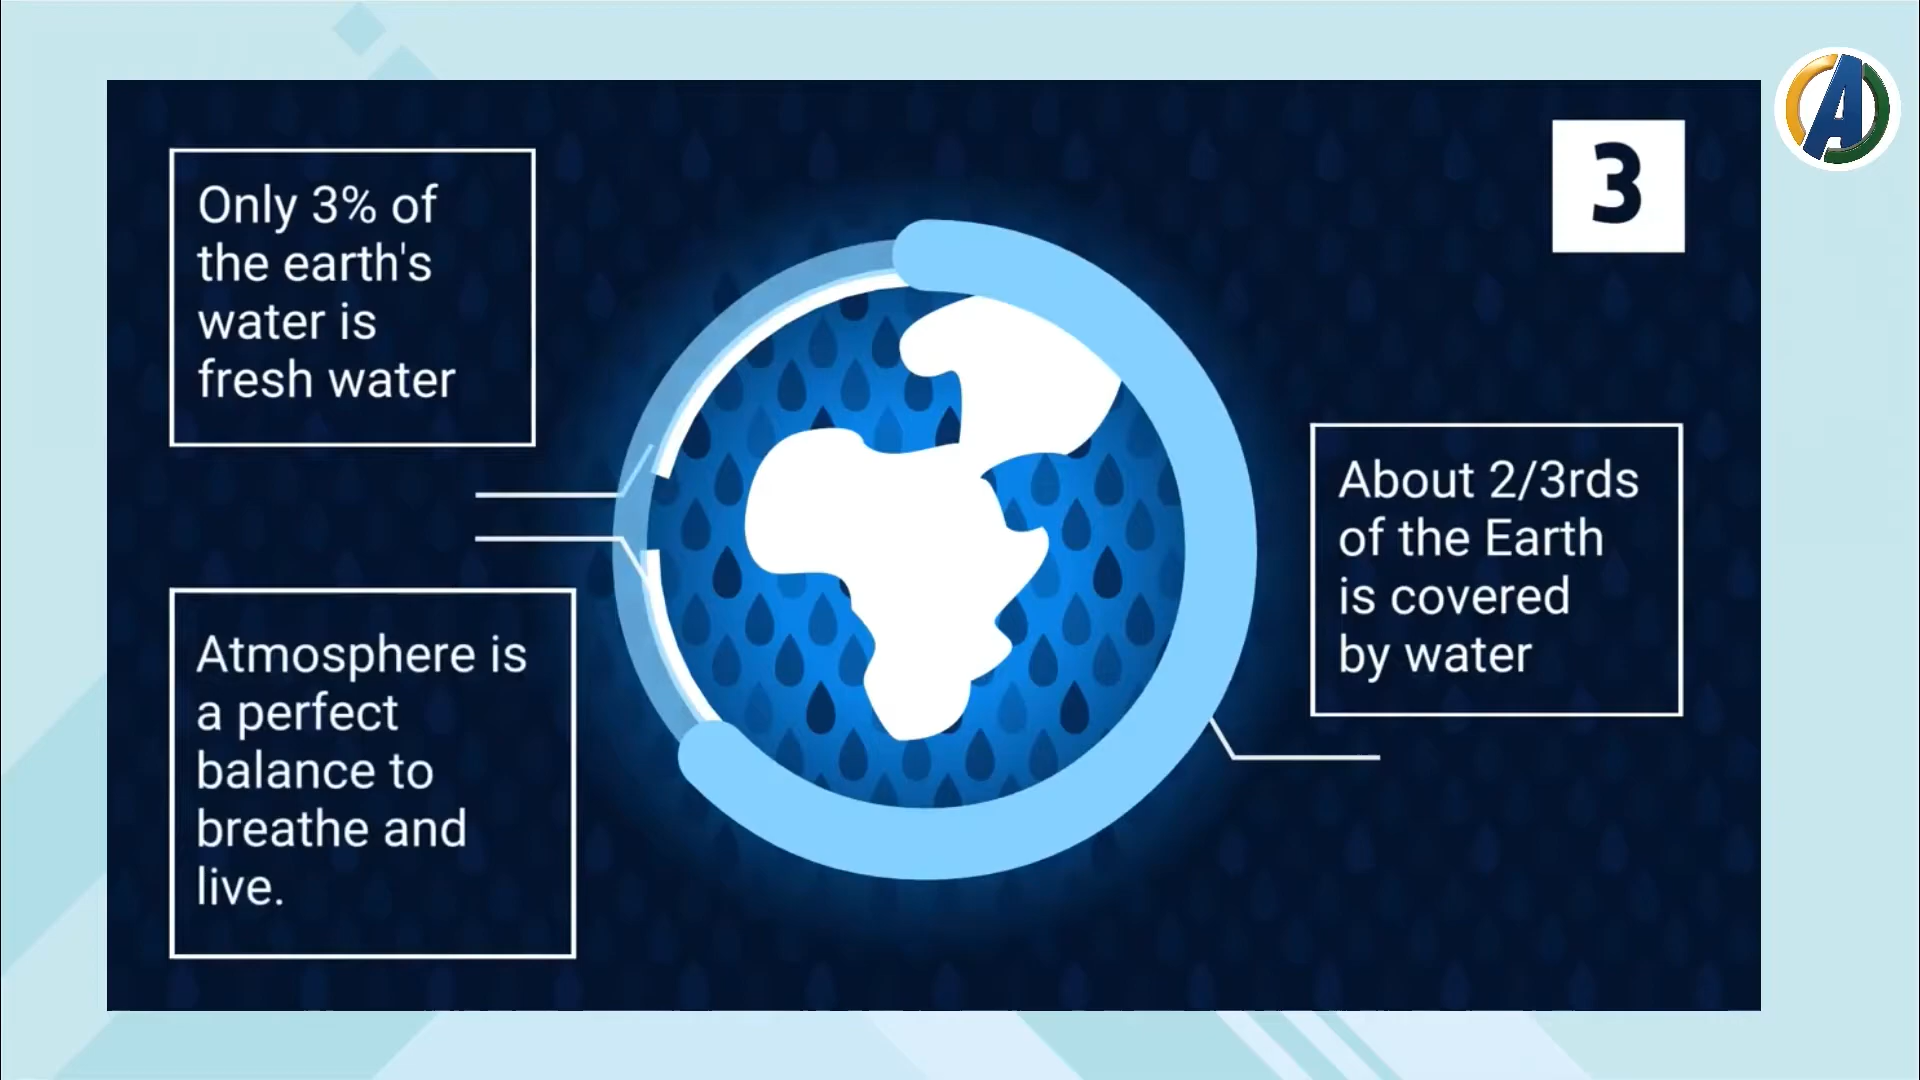 Only 3% of
the earth's
water is
fresh water
3
About 2/3rds
of the Earth
is covered
by water
Atmosphere is
a perfect
balance to
breathe and
live.
A